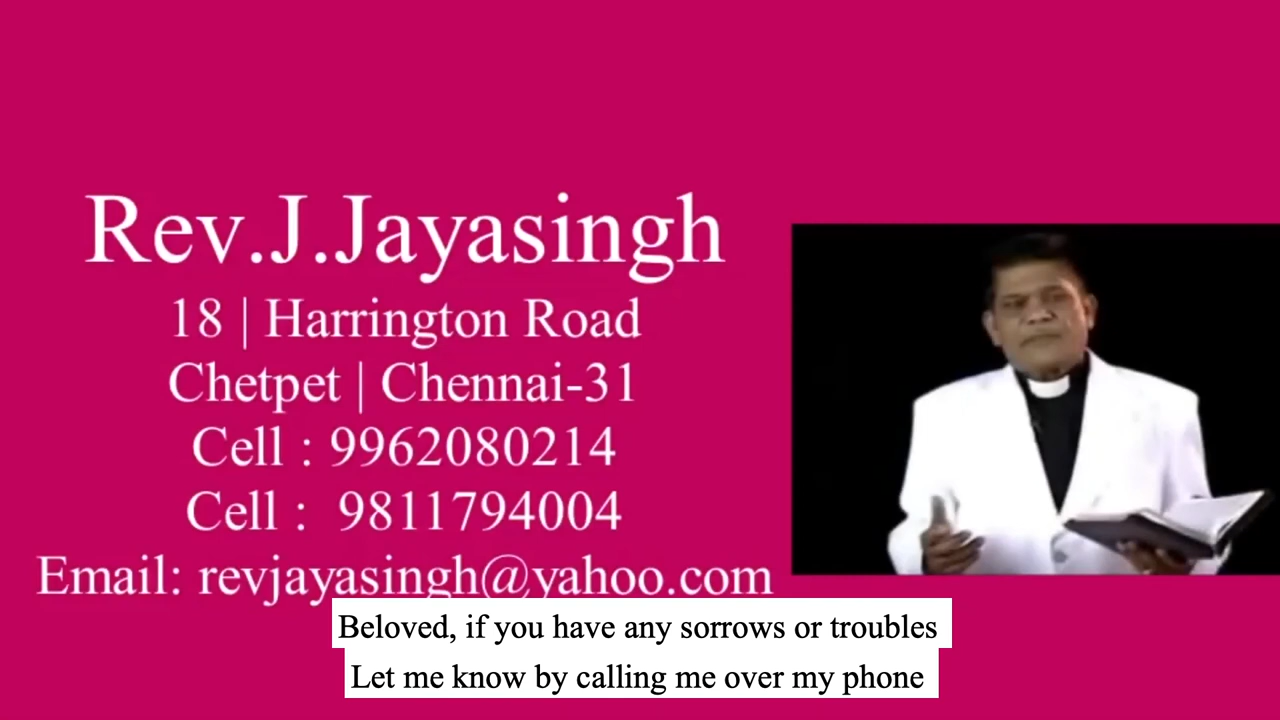 Rev.J.Jayasingh
18 | Harrington Road
Chetpet | Chennai-31
Cell : 9962080214
Cell : 9811794004
Email: revjayasingh@yahoo.com
Beloved, if you have any sorrows or troubles
Let me know by calling me over my phone